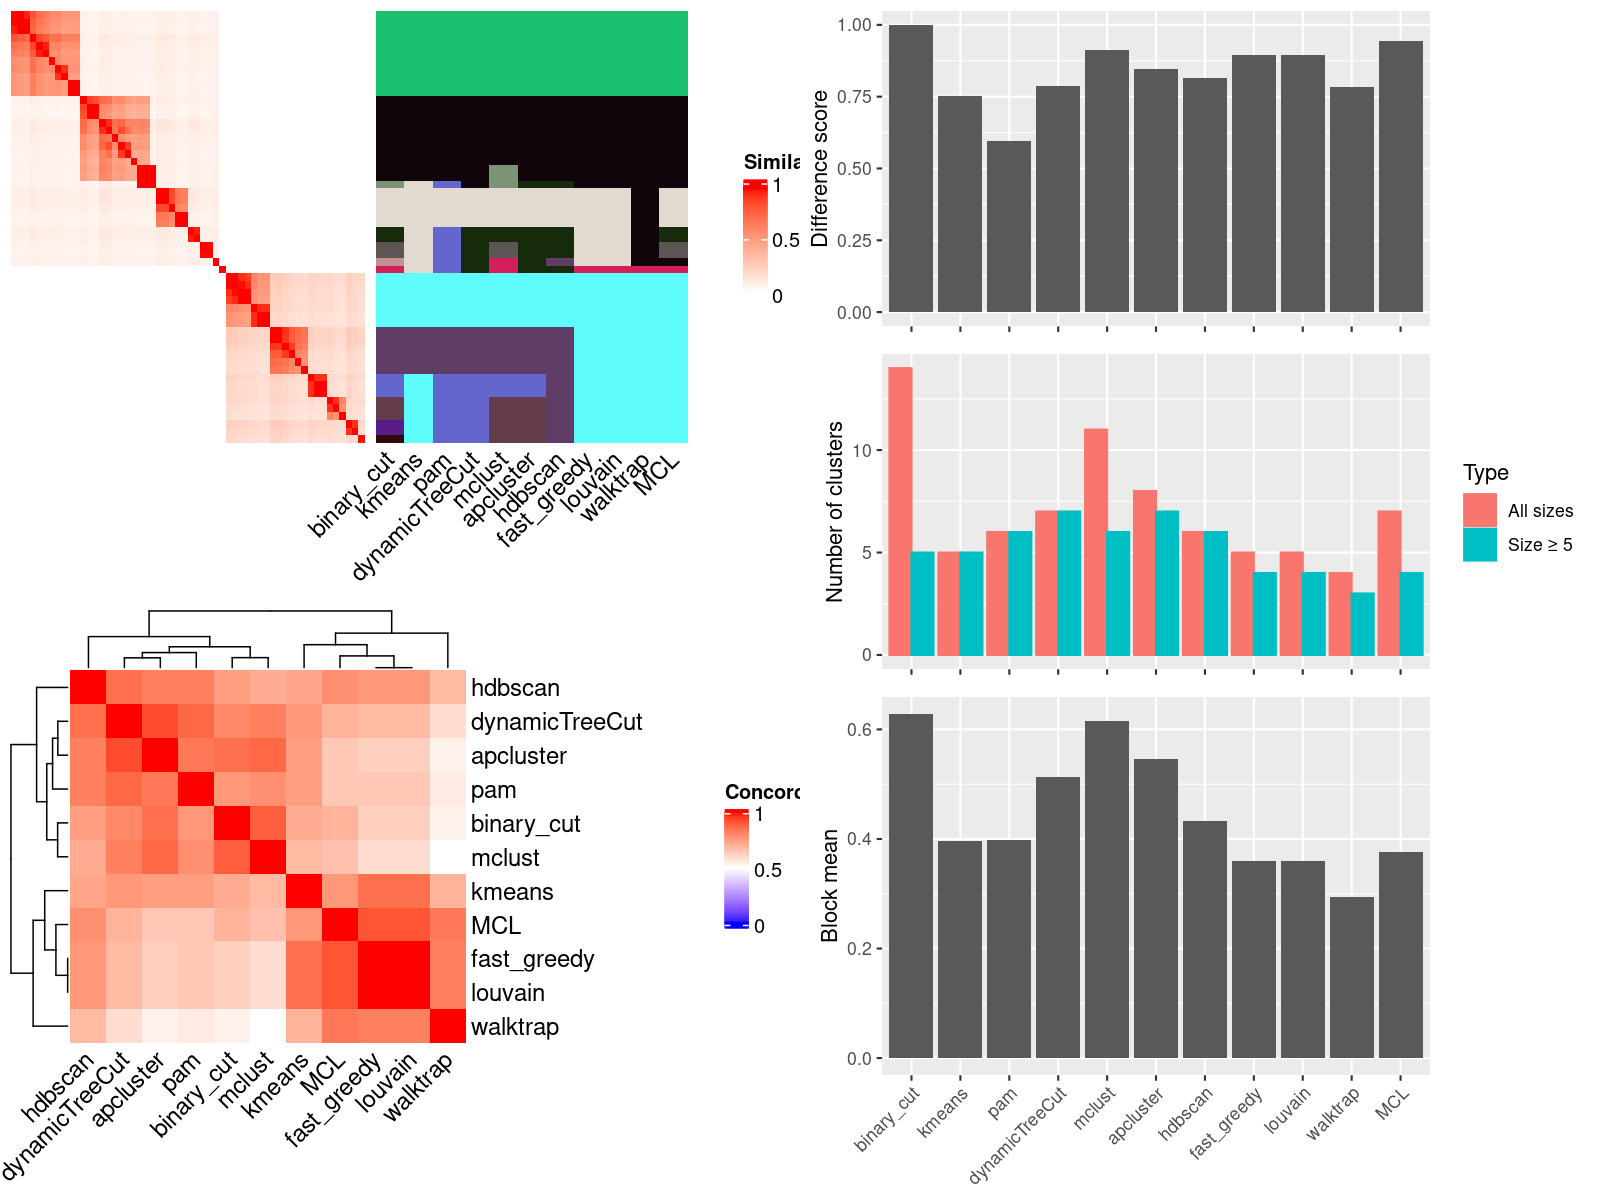 Simila
1
0.5
0
binary_cut
kmeans
pam
dynamicTreeCut
mclust
apcluster
hdbscan
fast_greedy
louvain
walktrap
MCL
hdbscan
dynamicTreeCut
apcluster
pam
binary_cut
mclust
kmeans
MCL
fast_greedy
louvain
walktrap
Concord
1
0.5
0
hdbscan
dynamicTreeCut
apcluster
pam
binary_cut
mclust
kmeans
MCL
fast_greedy
louvain
walktrap
Difference score
1.00
0.75
0.50
0.25
0.00
Number of clusters
10
5
0
Type
All sizes
Size ≥ 5
Block mean
0.6
0.4
0.2
0.0
binary_cut
kmeans
pam
dynamicTreeCut
mclust
apcluster
hdbscan
fast_greedy
louvain
walktrap
MCL